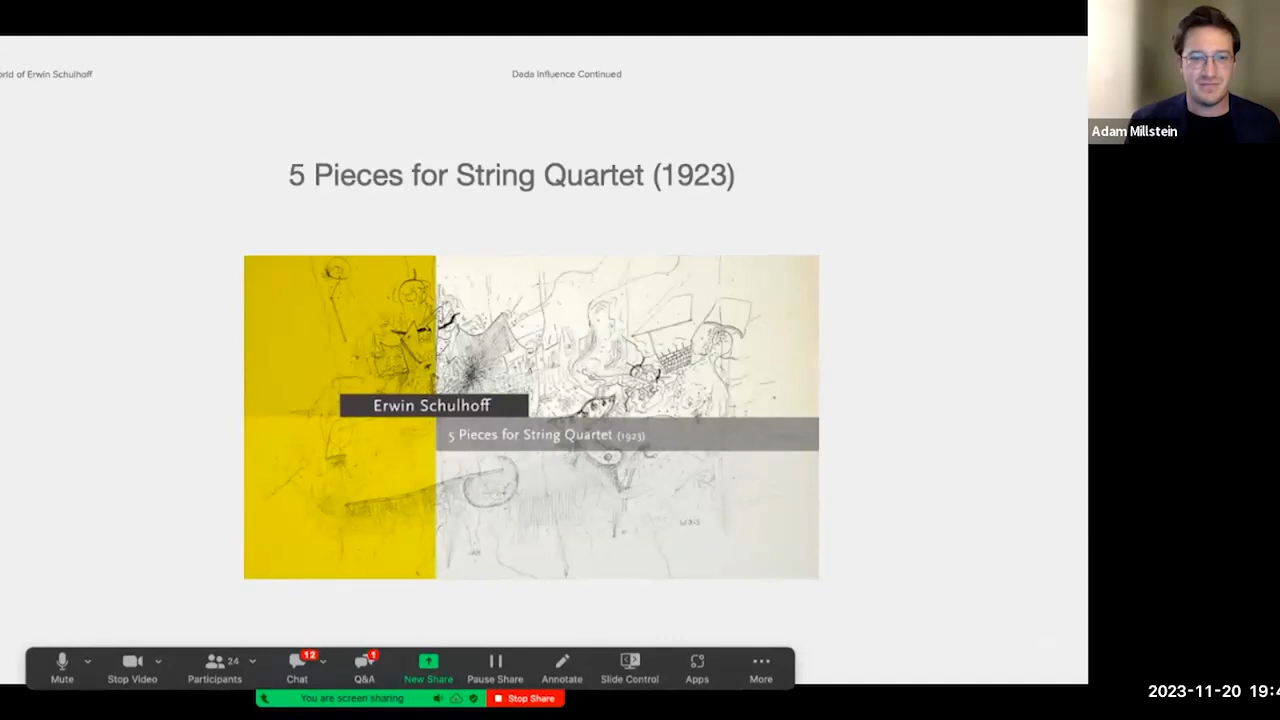 orld of Erwin Schulhoff
Dada Influence Continued
Adam Millstein
5 Pieces for String Quartet (1923)
Erwin Schulhoff
5 Pieces for String Quartet (1923)
12
1
24
Mute
Stop Video
Participants
Chat
Q&A
New Share
Pause Share
Annotate
Slide Control
Apps
More
You are screen sharing
Stop Share
2023-11-20 19:4